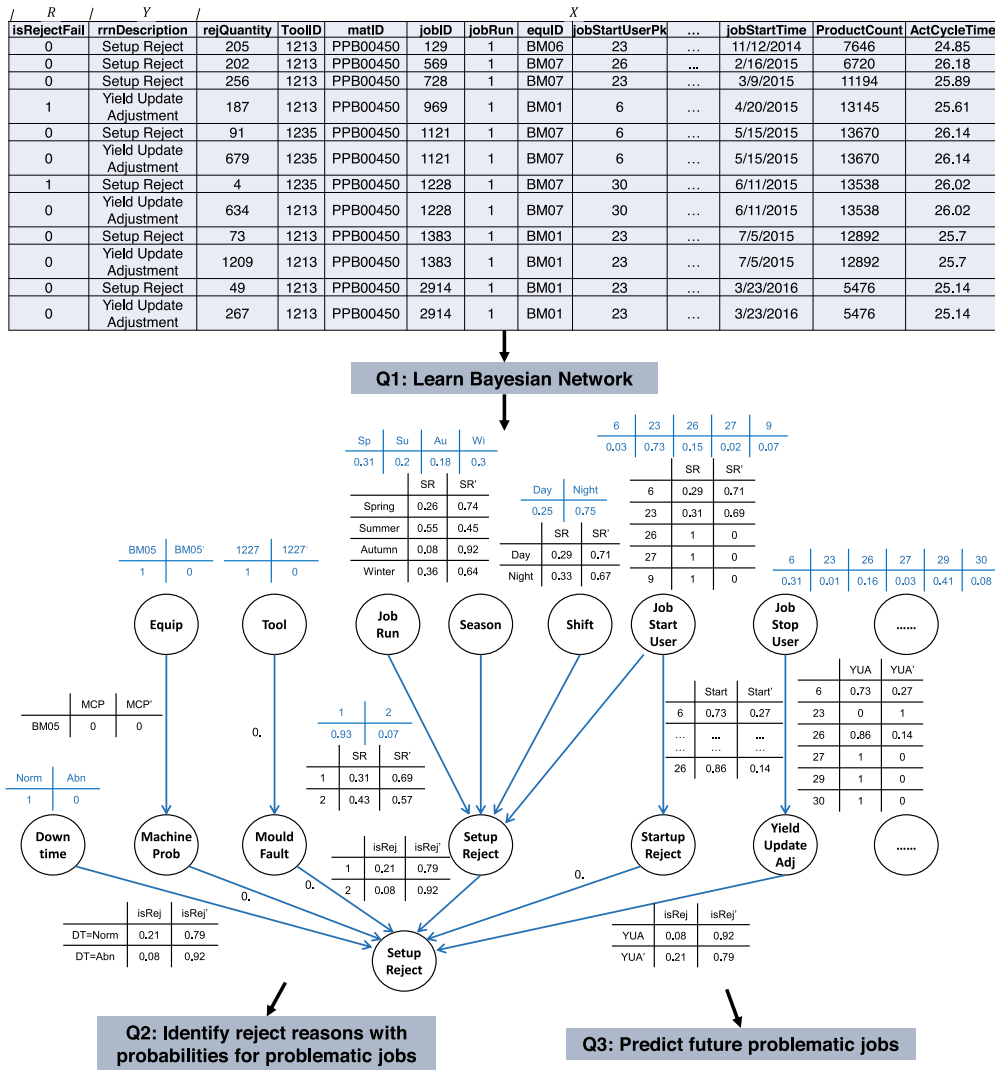 R Y X
isRejectFail rrnDescription rejQuantity ToolID matID jobID jobRun equID jobStartUserPk ... jobStartTime ProductCount ActCycleTime
0 Setup Reject 205 1213 PPB00450 129 1 BM06 23 ... 11/12/2014 7646 24.85
0 Setup Reject 202 1213 PPB00450 569 1 BM07 26 ... 2/16/2015 6720 26.18
0 Setup Reject 256 1213 PPB00450 728 1 BM07 23 ... 3/9/2015 11194 25.89
1 Yield Update Adjustment 187 1213 PPB00450 969 1 BM01 6 ... 4/20/2015 13145 25.61
0 Setup Reject 91 1235 PPB00450 1121 1 BM07 6 ... 5/15/2015 13670 26.14
0 Yield Update Adjustment 679 1235 PPB00450 1121 1 BM07 6 ... 5/15/2015 13670 26.14
1 Setup Reject 4 1235 PPB00450 1228 1 BM07 30 ... 6/11/2015 13538 26.02
0 Yield Update Adjustment 634 1213 PPB00450 1228 1 BM07 30 ... 6/11/2015 13538 26.02
0 Setup Reject 73 1213 PPB00450 1383 1 BM01 23 ... 7/5/2015 12892 25.7
0 Yield Update Adjustment 1209 1213 PPB00450 1383 1 BM01 23 ... 7/5/2015 12892 25.7
0 Setup Reject 49 1213 PPB00450 2914 1 BM01 23 ... 3/23/2016 5476 25.14
0 Yield Update Adjustment 267 1213 PPB00450 2914 1 BM01 23 ... 3/23/2016 5476 25.14
Q1: Learn Bayesian Network
6 23 26 27 9
0.03 0.73 0.15 0.02 0.07
Sp Su Au Wi
0.31 0.2 0.18 0.3
SR SR'
Spring 0.26 0.74
Summer 0.55 0.45
Autumn 0.08 0.92
Winter 0.36 0.64
Day Night
0.25 0.75
SR SR'
Day 0.29 0.71
Night 0.33 0.67
SR SR'
6 0.29 0.71
23 0.31 0.69
26 1 0
27 1 0
9 1 0
BM05 BM05'
1 0
1227 1227'
1 0
6 23 26 27 29 30
0.31 0.01 0.16 0.03 0.41 0.08
Equip
Tool
Job
Run
Season
Shift
Job
Start
User
Job
Stop
User
......
MCP MCP'
BM05 0 0
0.
1 2
0.93 0.07
SR SR'
1 0.31 0.69
2 0.43 0.57
Start Start'
6 0.73 0.27
... ... ...
... ... ...
26 0.86 0.14
YUA YUA'
6 0.73 0.27
23 0 1
26 0.86 0.14
27 1 0
29 1 0
30 1 0
Norm Abn
1 0
Down
time
Machine
Prob
Mould
Fault
Setup
Reject
Startup
Reject
Yield
Update
Adj
......
isRej isRej'
1 0.21 0.79
2 0.08 0.92
0.
0.
0.
isRej isRej'
DT=Norm 0.21 0.79
DT=Abn 0.08 0.92
Setup
Reject
isRej isRej'
YUA 0.08 0.92
YUA' 0.21 0.79
Q2: Identify reject reasons with
probabilities for problematic jobs
Q3: Predict future problematic jobs